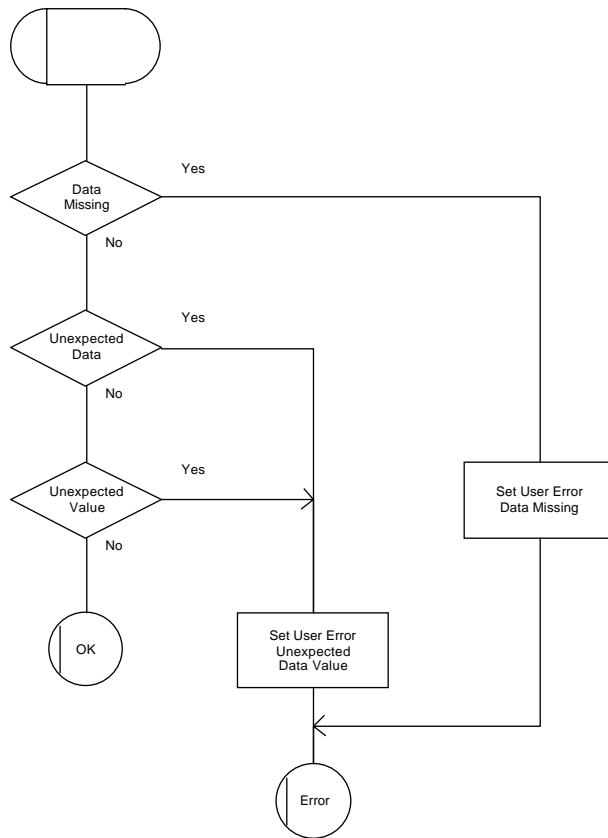 Yes
Data
Missing
No
Yes
Unexpected
Data
No
Yes
Unexpected
Value
No
Set User Error
Data Missing
OK
Set User Error
Unexpected
Data Value
Error